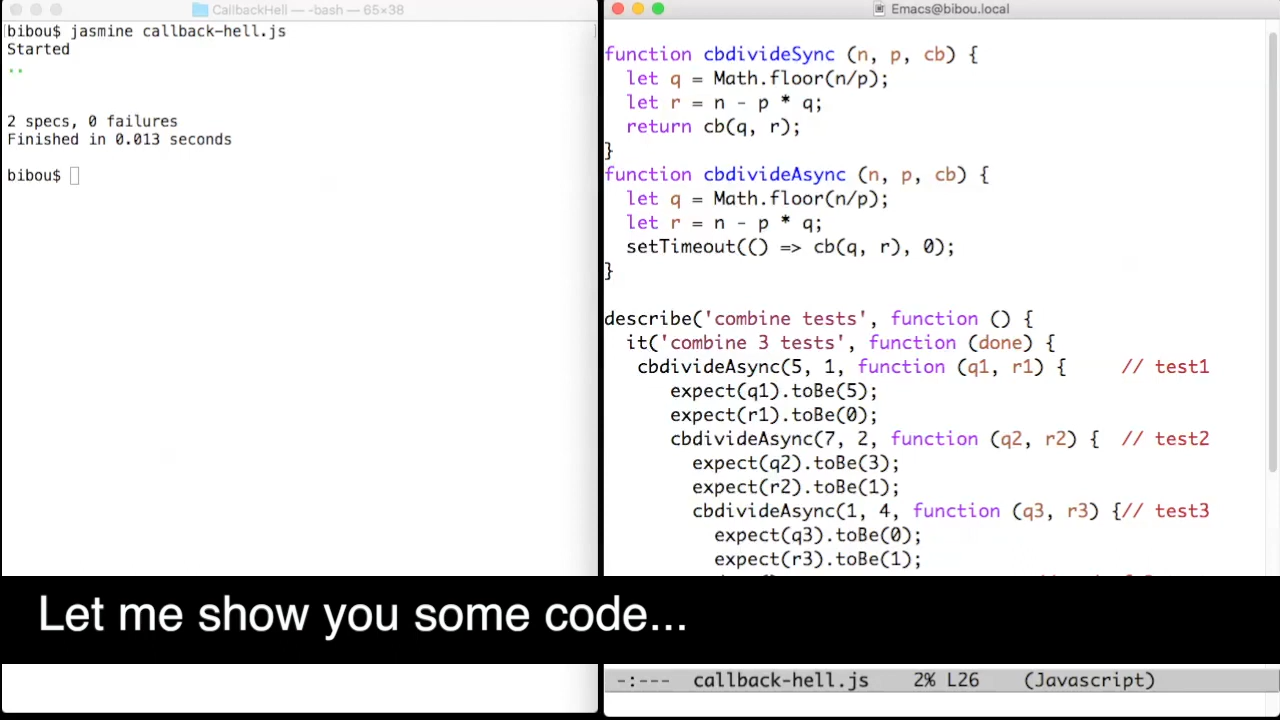 CallbackHell — -bash — 65×38
bibou$ jasmine callback-hell.js
Started
..
2 specs, 0 failures
Finished in 0.013 seconds
bibou$
Emacs@bibou.local
function cbdivideSync (n, p, cb) {
  let q = Math.floor(n/p);
  let r = n - p * q;
  return cb(q, r);
}
function cbdivideAsync (n, p, cb) {
  let q = Math.floor(n/p);
  let r = n - p * q;
  setTimeout(() => cb(q, r), 0);
}
describe('combine tests', function () {
  it('combine 3 tests', function (done) {
   cbdivideAsync(5, 1, function (q1, r1) {     // test1
      expect(q1).toBe(5);
      expect(r1).toBe(0);
      cbdivideAsync(7, 2, function (q2, r2) {  // test2
        expect(q2).toBe(3);
        expect(r2).toBe(1);
        cbdivideAsync(1, 4, function (q3, r3) {// test3
          expect(q3).toBe(0);
          expect(r3).toBe(1);
Let me show you some code...
-:--- callback-hell.js 2% L26 (Javascript)